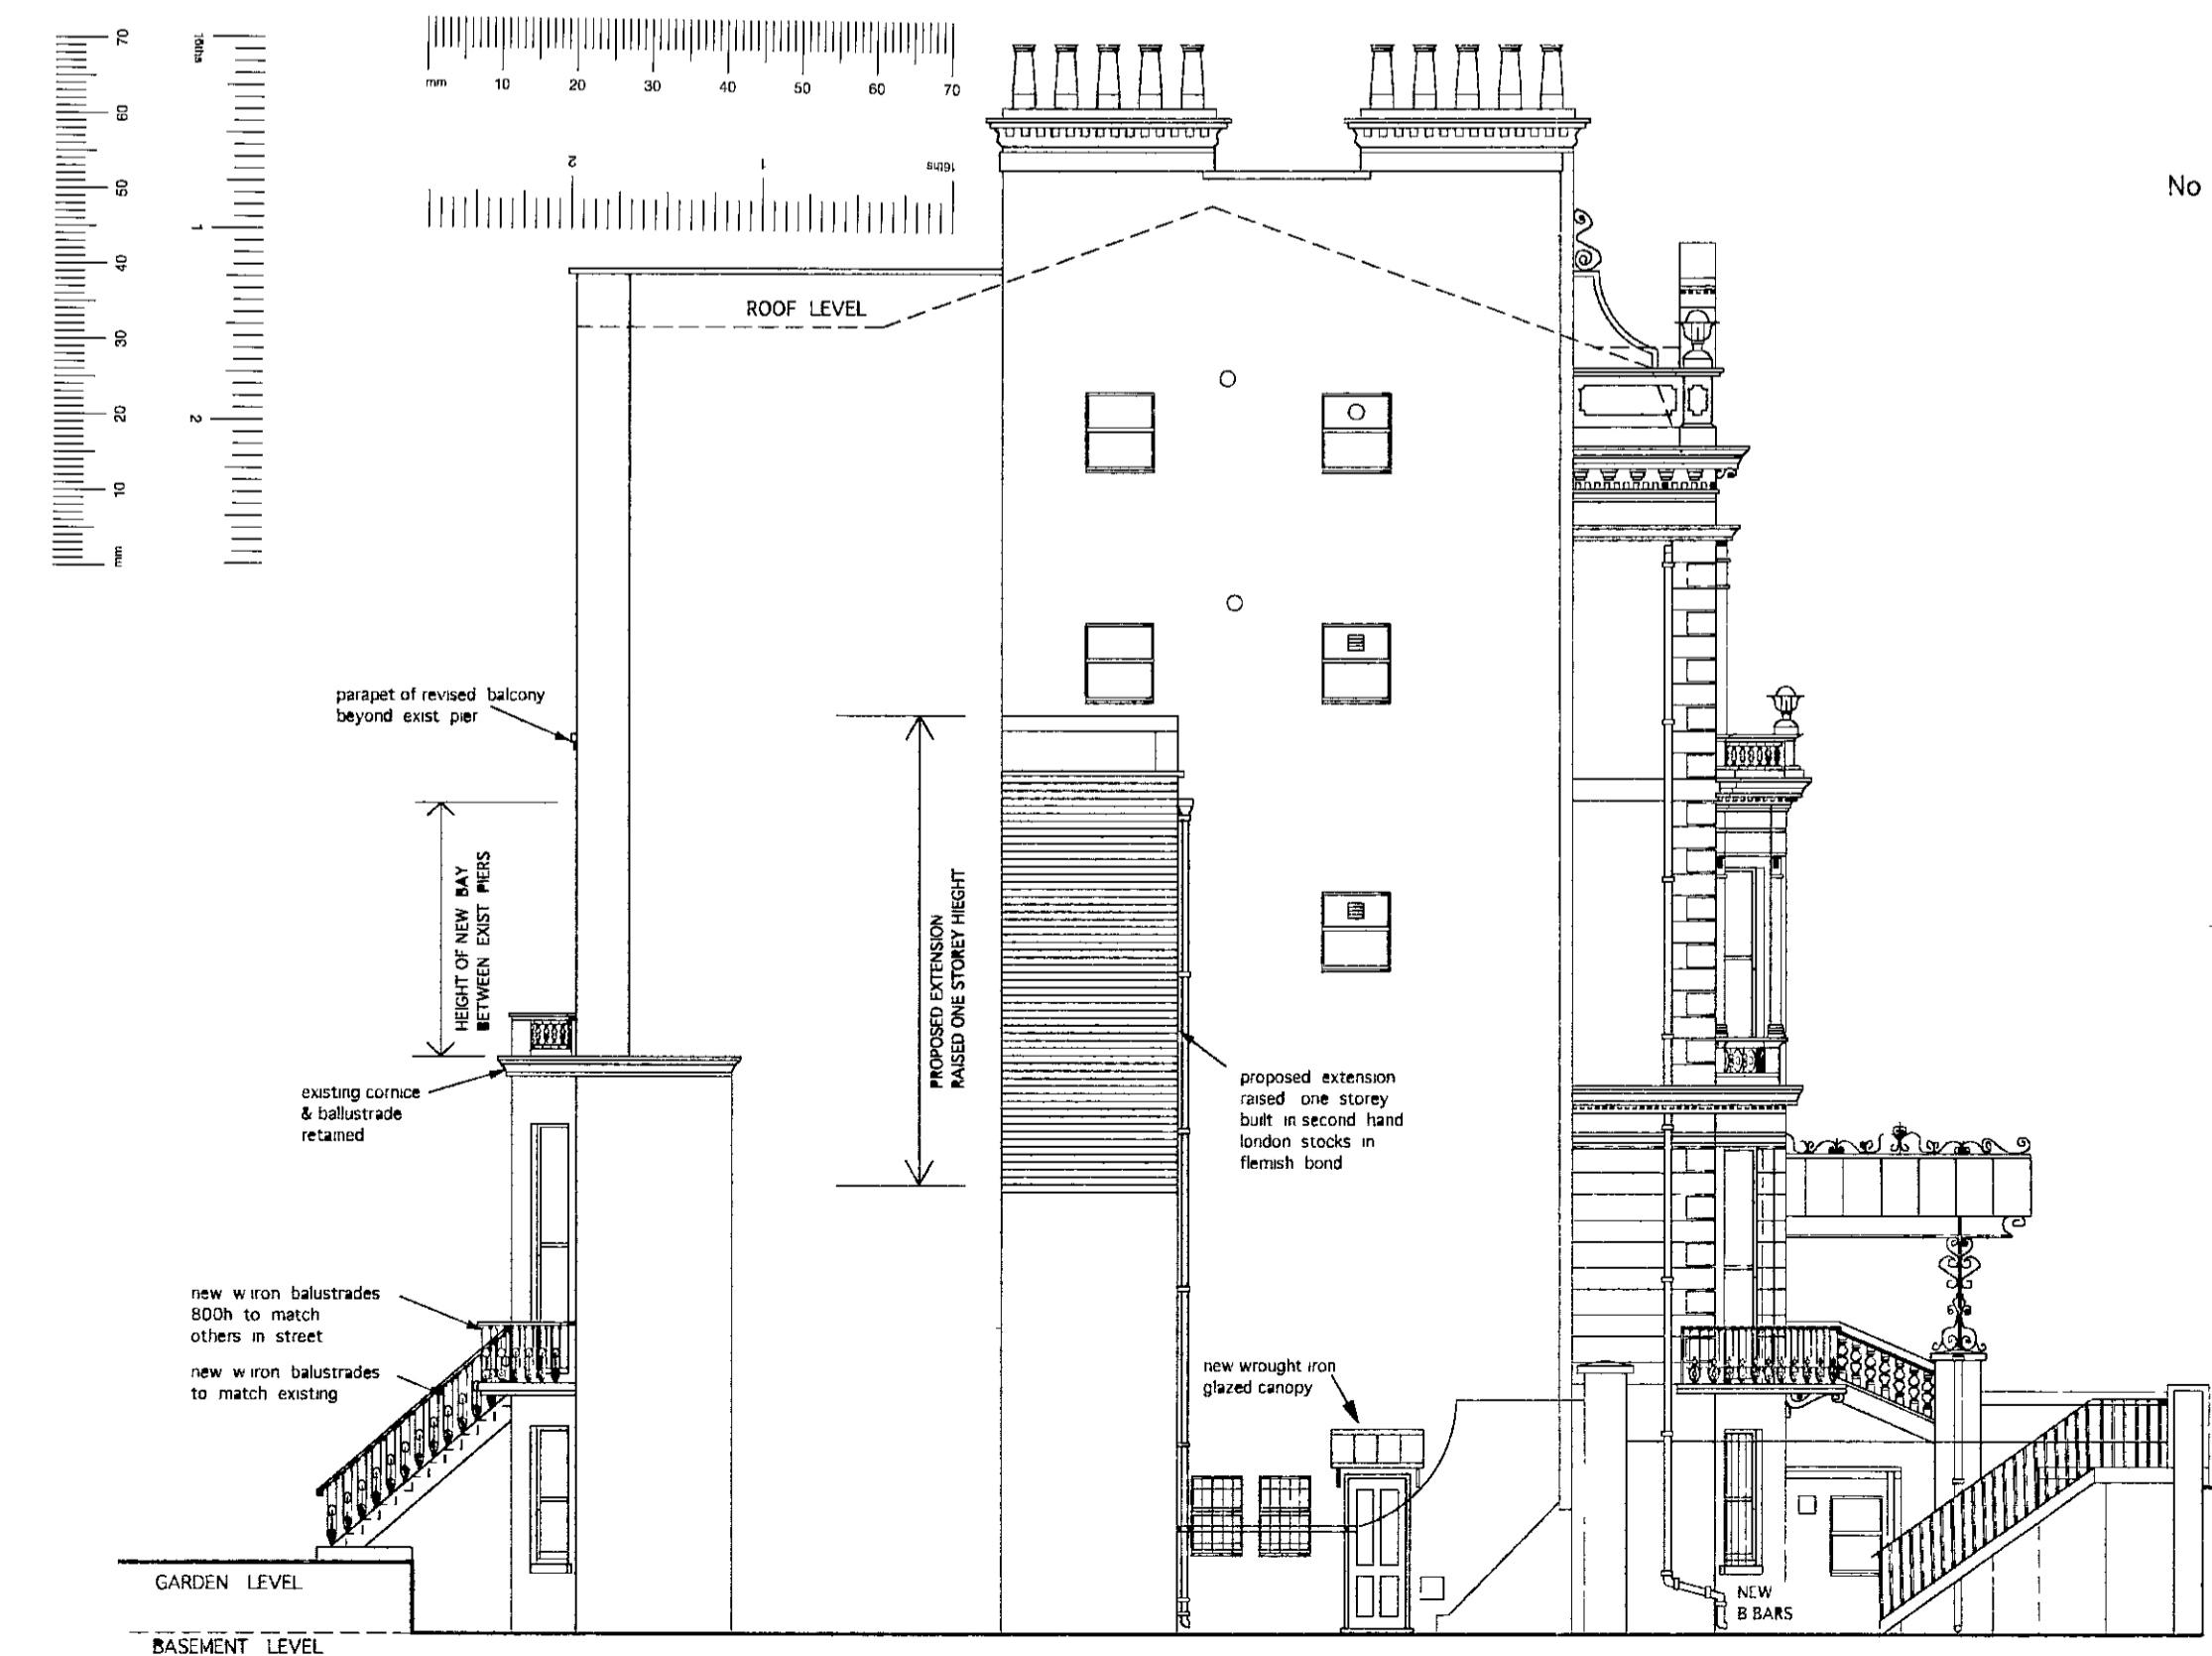 70
60
50
40
30
20
10
mm
16ths
1
2
mm 10 20 30 40 50 60 70
2 1 16ths
No
ROOF LEVEL
parapet of revised balcony
beyond exist pier
HEIGHT OF NEW BAY
BETWEEN EXIST PIERS
PROPOSED EXTENSION
RAISED ONE STOREY HIEGHT
existing cornice
& ballustrade
retained
proposed extension
raised one storey
built in second hand
london stocks in
flemish bond
new w iron balustrades
800h to match
others in street
new w iron balustrades
to match existing
new wrought iron
glazed canopy
GARDEN LEVEL
BASEMENT LEVEL
NEW
B BARS